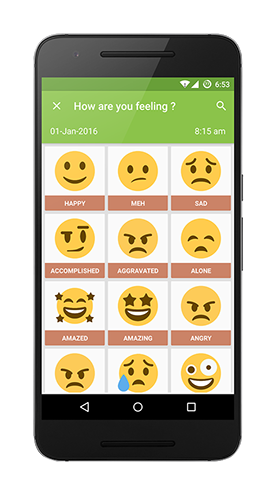 6:53
How are you feeling ?
01-Jan-2016 8:15 am
HAPPY MEH SAD
ACCOMPLISHED AGGRAVATED ALONE
AMAZED AMAZING ANGRY